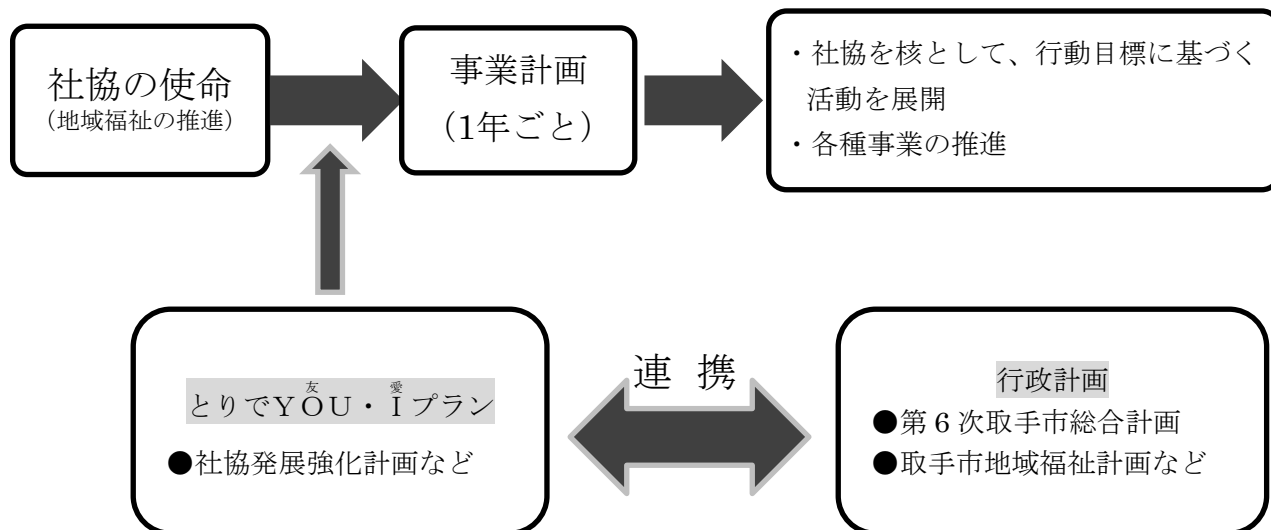 社協の使命
（地域福祉の推進）
事業計画
（1年ごと）
・社協を核として、行動目標に基づく
活動を展開
・各種事業の推進
連 携
友 愛
とりでＹＯＵ・Ｉプラン
●社協発展強化計画など
行政計画
●第６次取手市総合計画
●取手市地域福祉計画など